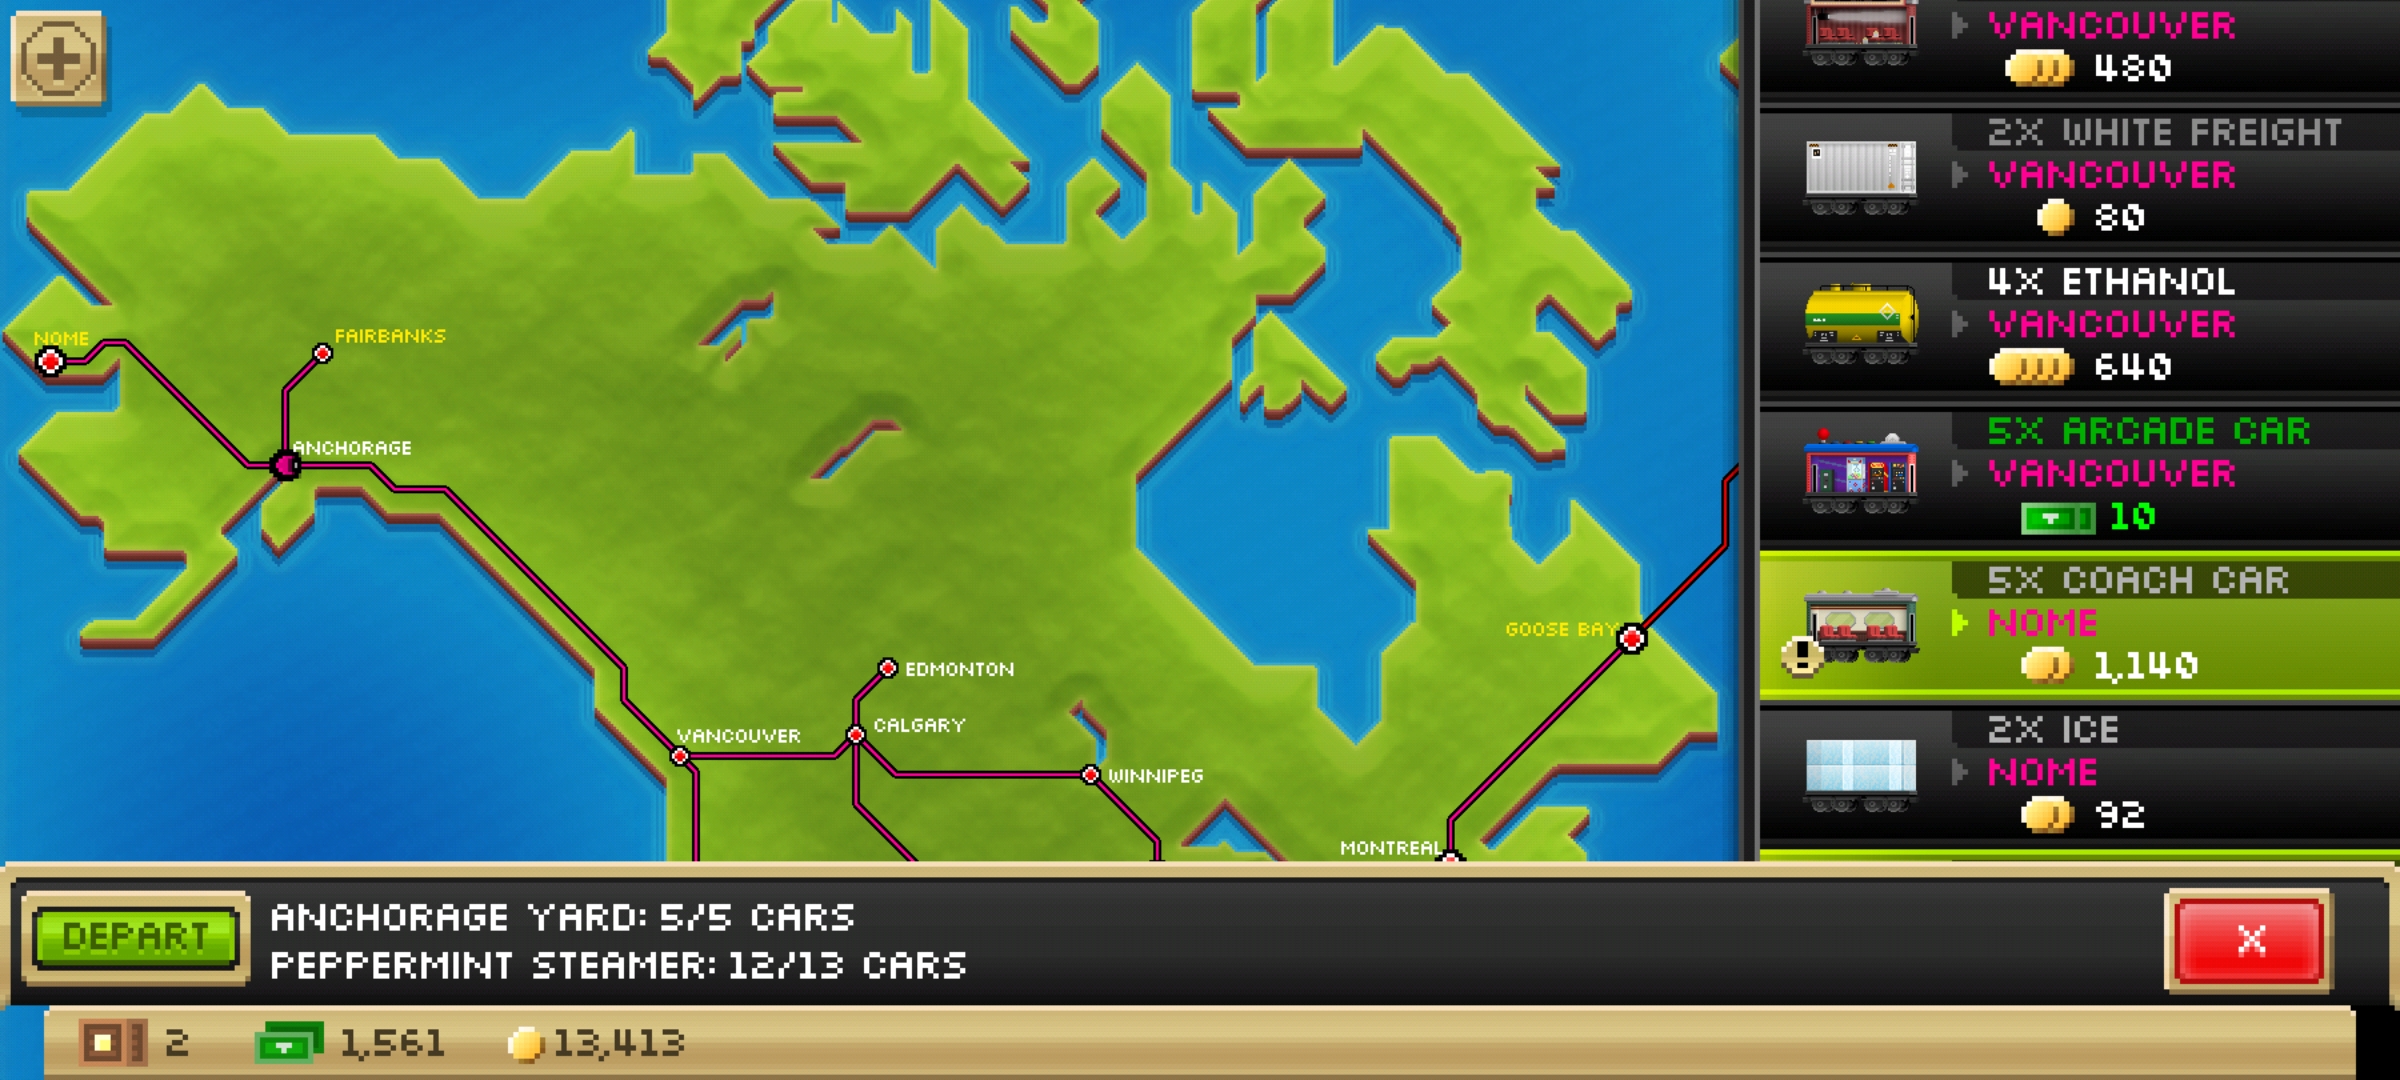 NOME
FAIRBANKS
ANCHORAGE
EDMONTON
CALGARY
VANCOUVER
WINNIPEG
GOOSE BAY
MONTREAL
VANCOUVER
480
2X WHITE FREIGHT
VANCOUVER
80
4X ETHANOL
VANCOUVER
640
5X ARCADE CAR
VANCOUVER
10
5X COACH CAR
NOME
1,140
2X ICE
NOME
92
DEPART
ANCHORAGE YARD: 5/5 CARS
PEPPERMINT STEAMER: 12/13 CARS
X
2
1,561
13,413